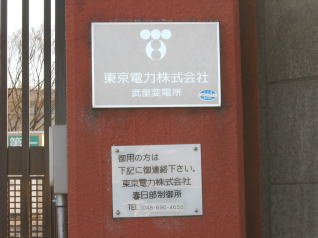 東京電力株式会社
武里変電所
御用の方は
下記に御連絡下さい。
東京電力株式会社
春日部制御所